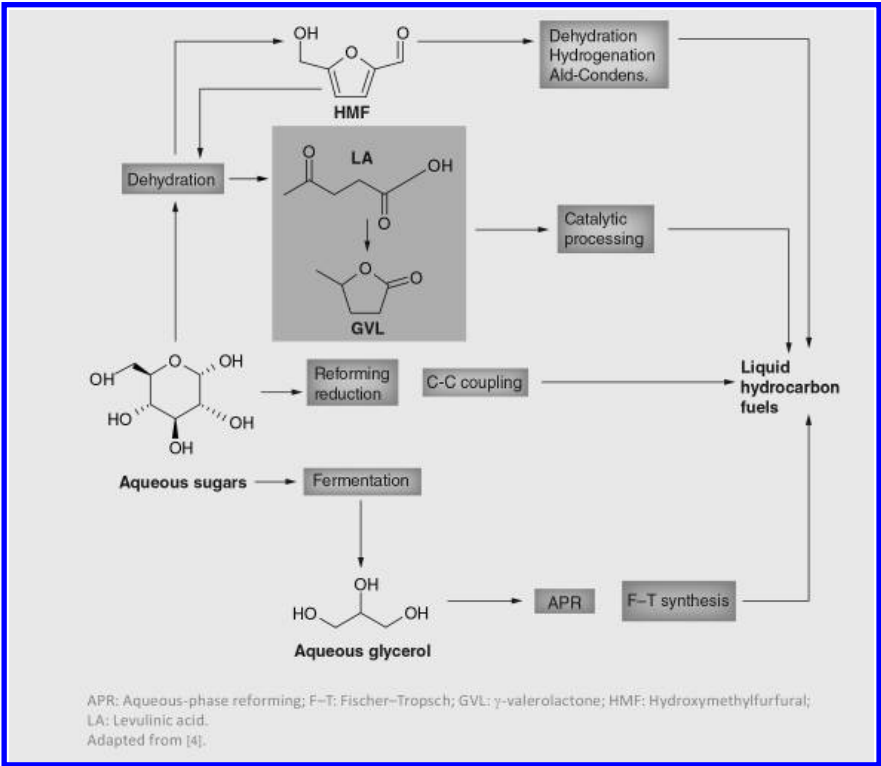 OH
O
O
HMF
Dehydration
Hydrogenation
Ald-Condens.
Dehydration
O
LA
OH
O
O
O
GVL
Catalytic
processing
OH
O
OH
HO
OH
OH
Reforming
reduction
C-C coupling
Liquid
hydrocarbon
fuels
Aqueous sugars
Fermentation
OH
HO
OH
Aqueous glycerol
APR
F–T synthesis
APR: Aqueous-phase reforming; F–T: Fischer–Tropsch; GVL: γ-valerolactone; HMF: Hydroxymethylfurfural;
LA: Levulinic acid.
Adapted from [4].